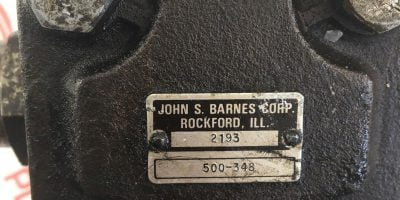 JOHN S. BARNES CORP.
ROCKFORD, ILL.
2193
500-348